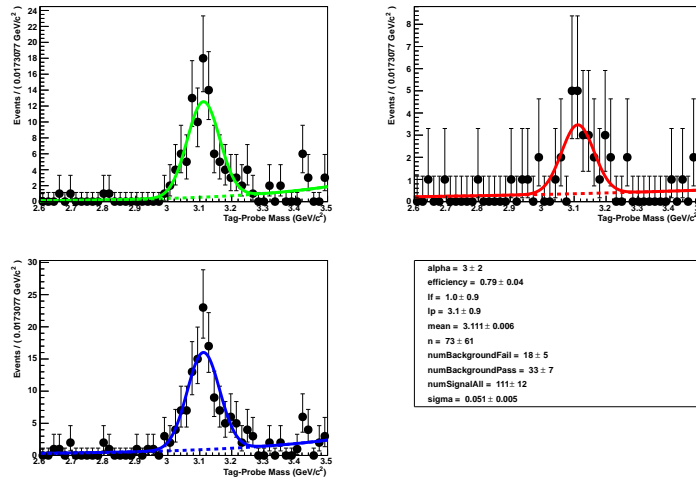 Events / ( 0.0173077 GeV/c² )
24
22
20
18
16
14
12
10
8
6
4
2
0
2.6 2.7 2.8 2.9 3 3.1 3.2 3.3 3.4 3.5
Tag-Probe Mass (GeV/c²)
Events / ( 0.0173077 GeV/c² )
8
7
6
5
4
3
2
1
0
2.6 2.7 2.8 2.9 3 3.1 3.2 3.3 3.4 3.5
Tag-Probe Mass (GeV/c²)
Events / ( 0.0173077 GeV/c² )
30
25
20
15
10
5
0
2.6 2.7 2.8 2.9 3 3.1 3.2 3.3 3.4 3.5
Tag-Probe Mass (GeV/c²)
alpha = 3 ± 2
efficiency = 0.79 ± 0.04
lf = 1.0 ± 0.9
lp = 3.1 ± 0.9
mean = 3.111 ± 0.006
n = 73 ± 61
numBackgroundFail = 18 ± 5
numBackgroundPass = 33 ± 7
numSignalAll = 111 ± 12
sigma = 0.051 ± 0.005